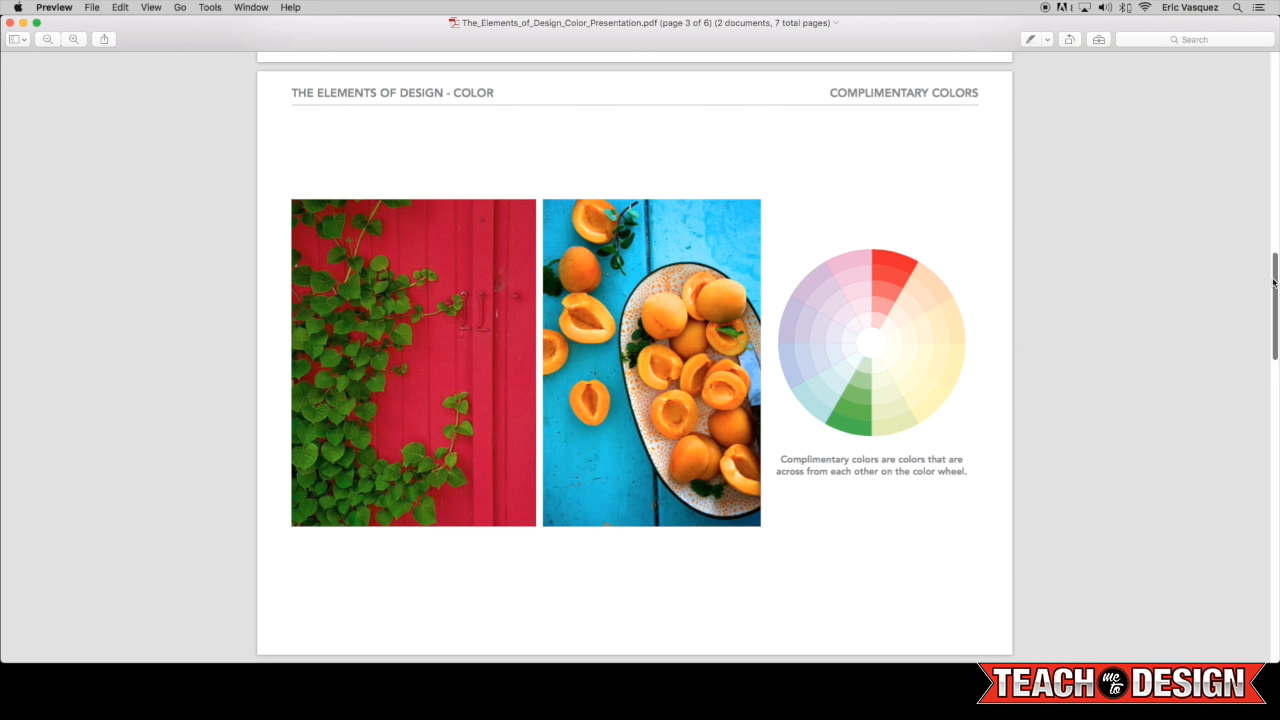 Preview File Edit View Go Tools Window Help
Eric Vasquez
The_Elements_of_Design_Color_Presentation.pdf (page 3 of 6) (2 documents, 7 total pages)
Search
THE ELEMENTS OF DESIGN - COLOR
COMPLIMENTARY COLORS
Complimentary colors are colors that are
across from each other on the color wheel.
TEACH me to DESIGN